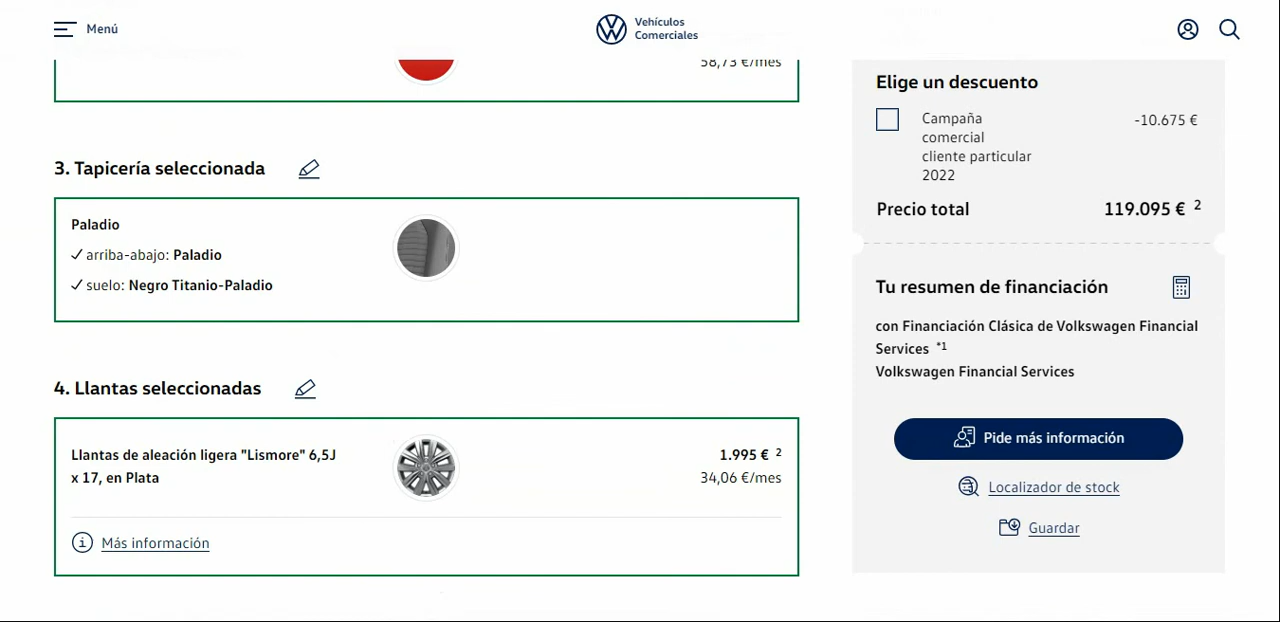 Menú
Vehículos
Comerciales
58,73 €/mes
3. Tapicería seleccionada
Paladio
arriba-abajo: Paladio
suelo: Negro Titanio-Paladio
4. Llantas seleccionadas
Llantas de aleación ligera "Lismore" 6,5J
x 17, en Plata
1.995 € 2
34,06 €/mes
Más información
Elige un descuento
Campaña
comercial
cliente particular
2022
-10.675 €
Precio total
119.095 € 2
Tu resumen de financiación
con Financiación Clásica de Volkswagen Financial
Services *1
Volkswagen Financial Services
Pide más información
Localizador de stock
Guardar